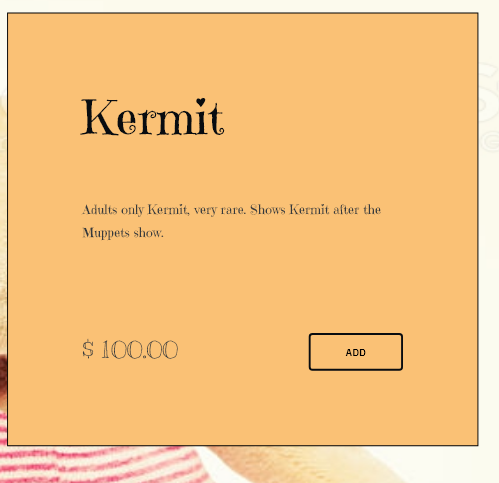 Kermit
Adults only Kermit, very rare. Shows Kermit after the
Muppets show.
$ 100.00
ADD